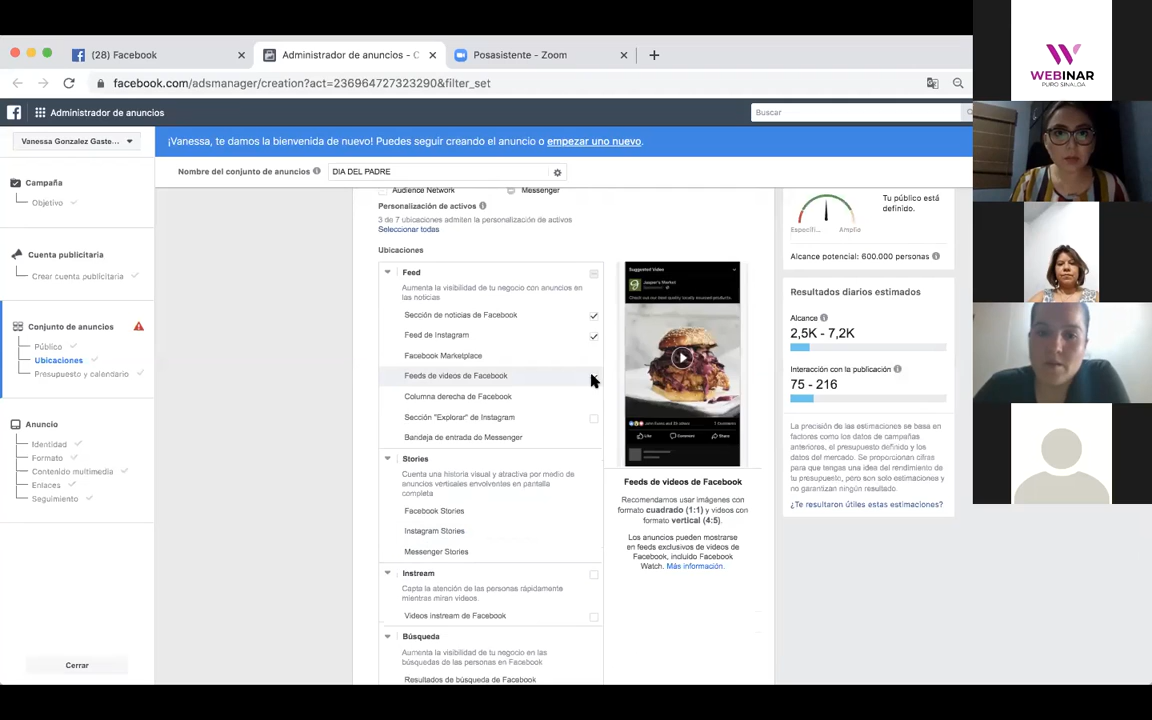 (28) Facebook
Administrador de anuncios - C
Posasistente - Zoom
facebook.com/adsmanager/creation?act=236964727323290&filter_set
Administrador de anuncios
Buscar
WEBINAR
PURO SINALOA
Vanessa Gonzalez Gaste...
¡Vanessa, te damos la bienvenida de nuevo! Puedes seguir creando el anuncio o empezar uno nuevo.
Nombre del conjunto de anuncios
DIA DEL PADRE
Campaña
Objetivo
Cuenta publicitaria
Crear cuenta publicitaria
Conjunto de anuncios
Público
Ubicaciones
Presupuesto y calendario
Anuncio
Identidad
Formato
Contenido multimedia
Enlaces
Seguimiento
Cerrar
Audience Network
Messenger
Personalización de activos
3 de 7 ubicaciones admiten la personalización de activos
Seleccionar todas
Ubicaciones
Feed
Aumenta la visibilidad de tu negocio con anuncios en
las noticias
Sección de noticias de Facebook
Feed de Instagram
Facebook Marketplace
Feeds de videos de Facebook
Columna derecha de Facebook
Sección "Explorar" de Instagram
Bandeja de entrada de Messenger
Stories
Cuenta una historia visual y atractiva por medio de
anuncios verticales envolventes en pantalla
completa
Facebook Stories
Instagram Stories
Messenger Stories
Instream
Capta la atención de las personas rápidamente
mientras miran videos.
Videos instream de Facebook
Búsqueda
Aumenta la visibilidad de tu negocio en las
búsquedas de las personas en Facebook
Resultados de búsqueda de Facebook
Suggested Video
Jasper's Market
Like
Comment
Share
Feeds de videos de Facebook
Recomendamos usar imágenes con
formato cuadrado (1:1) y videos con
formato vertical (4:5).
Los anuncios pueden mostrarse
en feeds exclusivos de videos de
Facebook, incluido Facebook
Watch. Más información.
Específi...
Amplia
Tu público está
definido.
Alcance potencial: 600.000 personas
Resultados diarios estimados
Alcance
2,5K - 7,2K
Interacción con la publicación
75 - 216
La precisión de las estimaciones se basa en
factores como los datos de campañas
anteriores, el presupuesto definido y los
datos del mercado. Se proporcionan cifras
para que tengas una idea del rendimiento de
tu presupuesto, pero son solo estimaciones y
no garantizan ningún resultado.
¿Te resultaron útiles estas estimaciones?